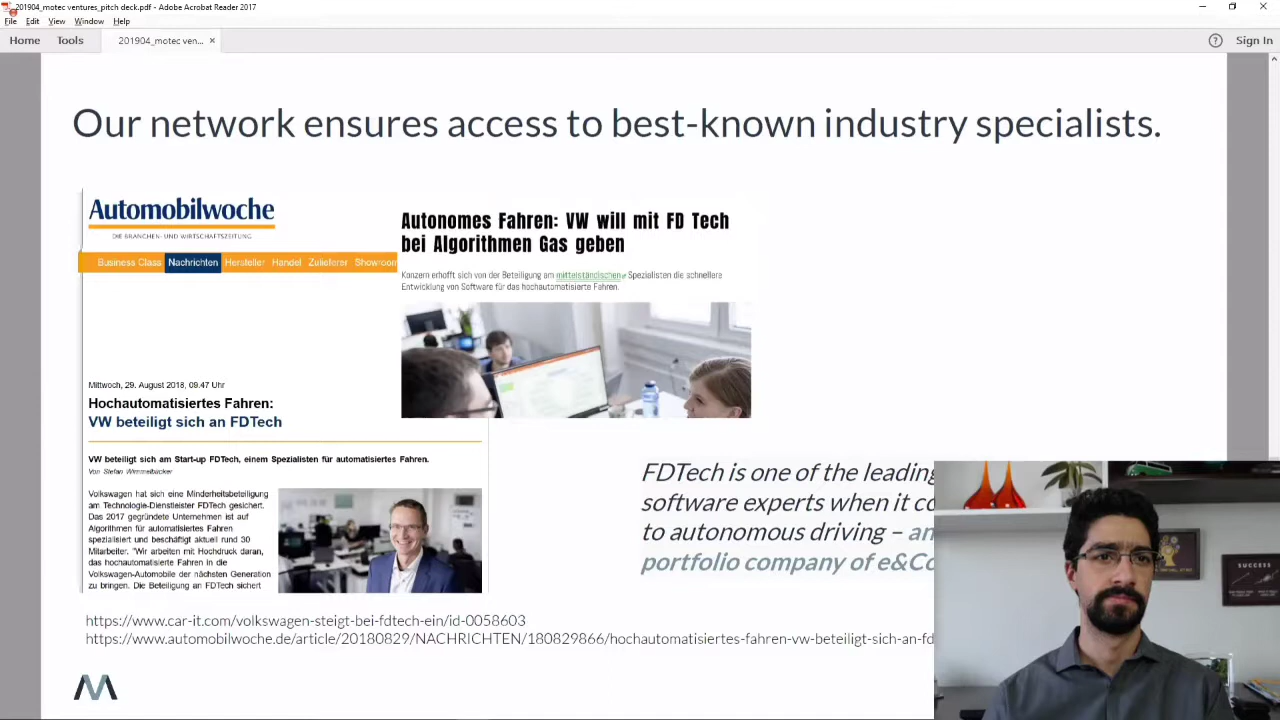 201904_motec ventures_pitch deck.pdf - Adobe Acrobat Reader 2017
File Edit View Window Help
Home Tools 201904_motec ven... × ? Sign In
Our network ensures access to best-known industry specialists.
Automobilwoche
DIE BRANCHEN- UND WIRTSCHAFTSZEITUNG
Business Class Nachrichten Hersteller Handel Zulieferer Showroom
Autonomes Fahren: VW will mit FD Tech
bei Algorithmen Gas geben
Konzern erhofft sich von der Beteiligung am mittelständischen Spezialisten die schnellere
Entwicklung von Software für das hochautomatisierte Fahren.
Mittwoch, 29. August 2018, 09.47 Uhr
Hochautomatisiertes Fahren:
VW beteiligt sich an FDTech
VW beteiligt sich am Start-up FDTech, einem Spezialisten für automatisiertes Fahren.
Von Stefan Wimmelbücker
Volkswagen hat sich eine Minderheitsbeteiligung
am Technologie-Dienstleister FDTech gesichert.
Das 2017 gegründete Unternehmen ist auf
Algorithmen für automatisiertes Fahren
spezialisiert und beschäftigt aktuell rund 30
Mitarbeiter. "Wir arbeiten mit Hochdruck daran,
das hochautomatisierte Fahren in die
Volkswagen-Automobile der nächsten Generation
zu bringen. Die Beteiligung an FDTech sichert
FDTech is one of the leading
software experts when it co
to autonomous driving – an
portfolio company of e&Co
https://www.car-it.com/volkswagen-steigt-bei-fdtech-ein/id-0058603
https://www.automobilwoche.de/article/20180829/NACHRICHTEN/180829866/hochautomatisiertes-fahren-vw-beteiligt-sich-an-fd
SUCCESS